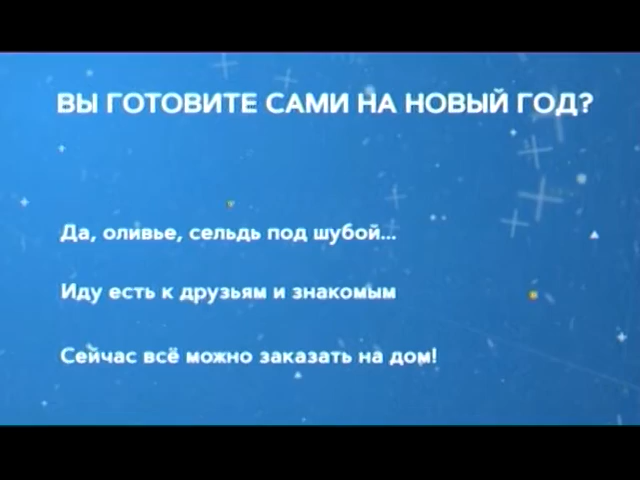 ВЫ ГОТОВИТЕ САМИ НА НОВЫЙ ГОД?
Да, оливье, сельдь под шубой...
Иду есть к друзьям и знакомым
Сейчас всё можно заказать на дом!